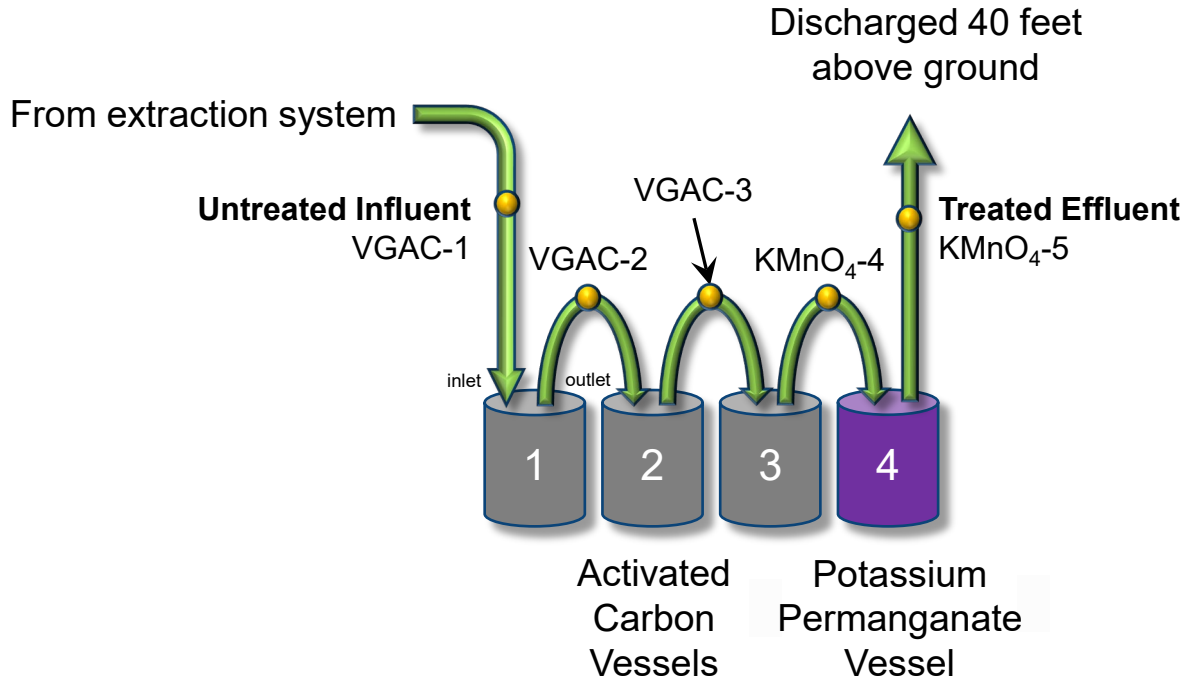 Discharged 40 feet
above ground
From extraction system
Untreated Influent
VGAC-1
VGAC-2
VGAC-3
KMnO₄-4
Treated Effluent
KMnO₄-5
inlet
outlet
1
2
3
4
Activated
Carbon
Vessels
Potassium
Permanganate
Vessel